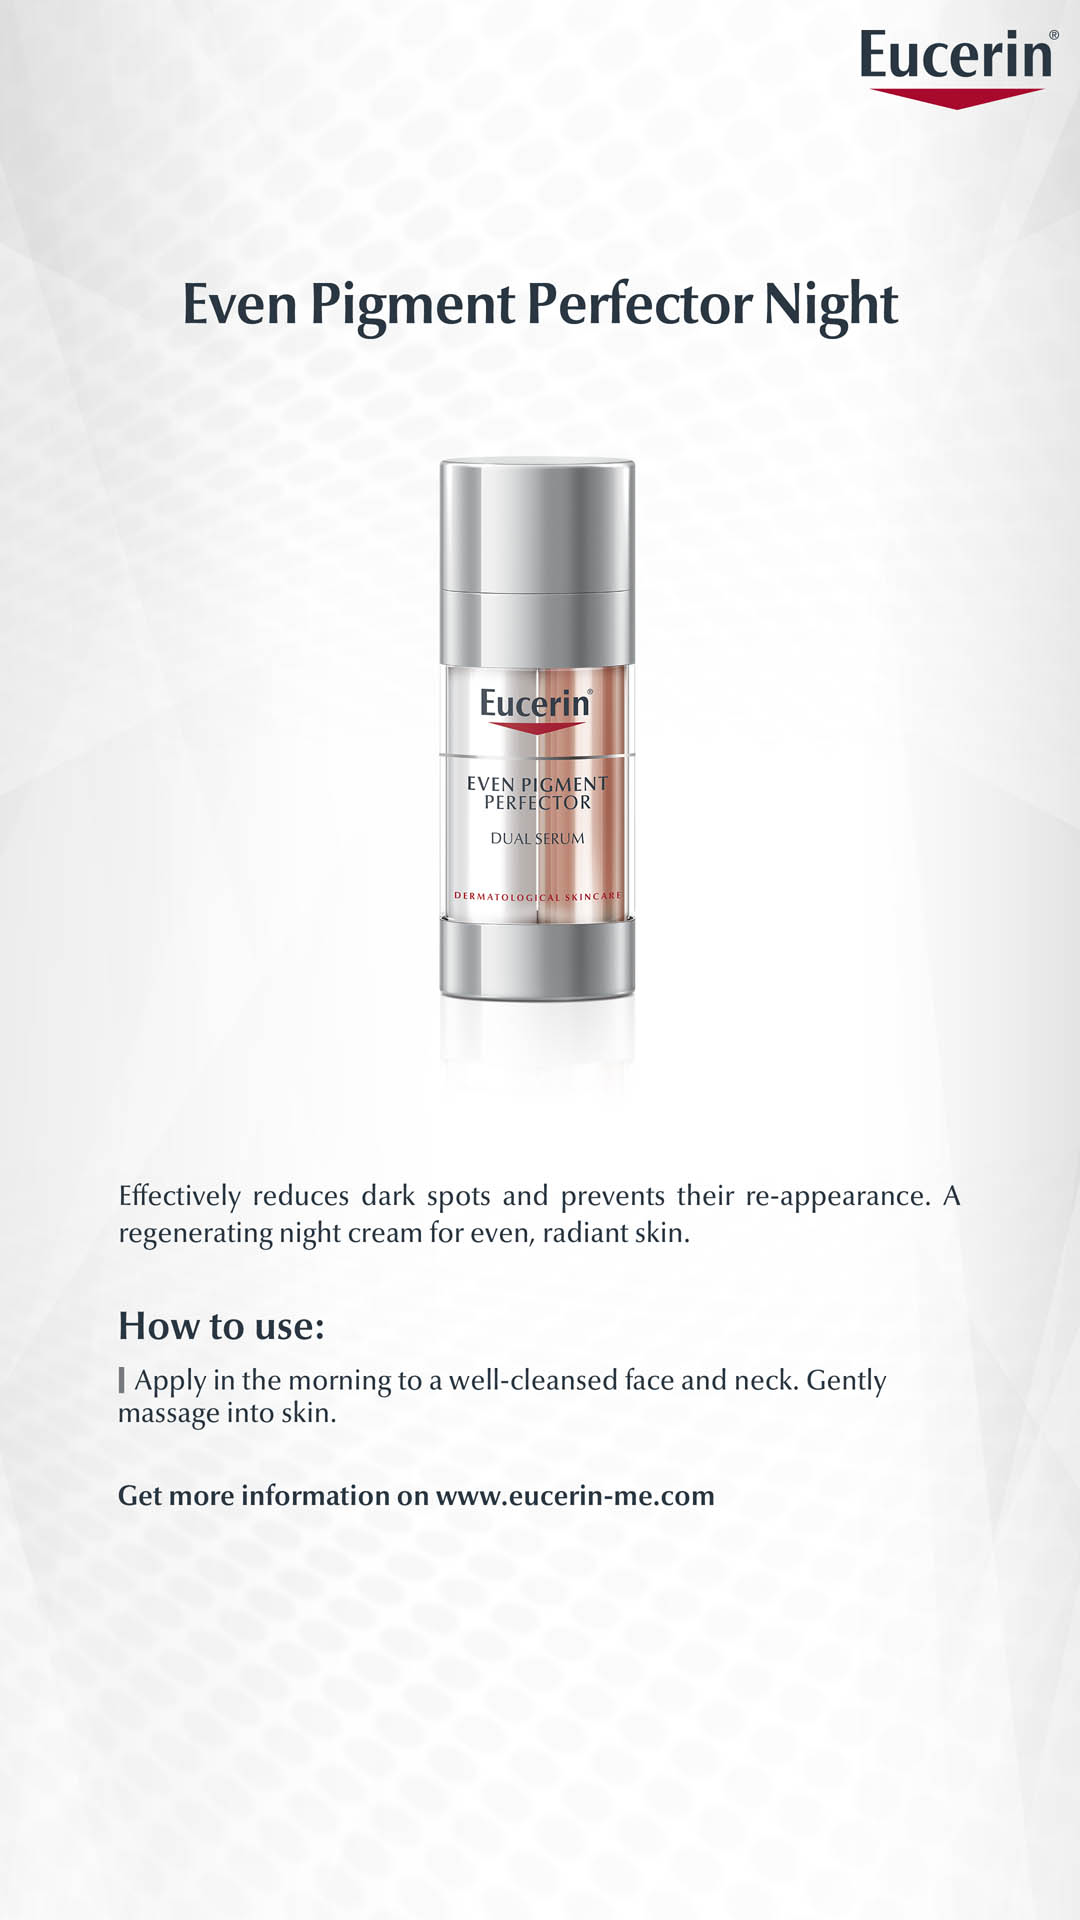 Eucerin®
Even Pigment Perfector Night
Eucerin®
EVEN PIGMENT
PERFECTOR
DUAL SERUM
DERMATOLOGICAL SKINCARE
Effectively reduces dark spots and prevents their re-appearance. A
regenerating night cream for even, radiant skin.
How to use:
Apply in the morning to a well-cleansed face and neck. Gently
massage into skin.
Get more information on www.eucerin-me.com